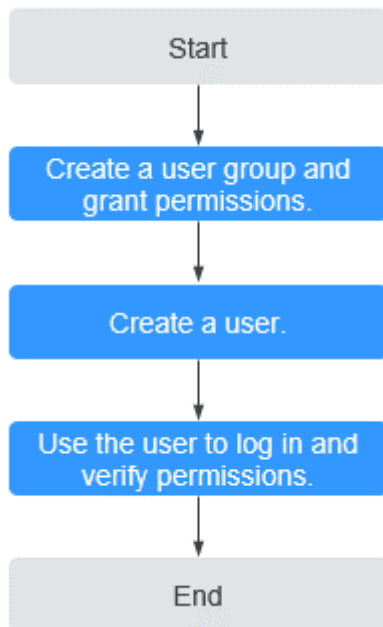 Start
Create a user group and
grant permissions.
Create a user.
Use the user to log in and
verify permissions.
End